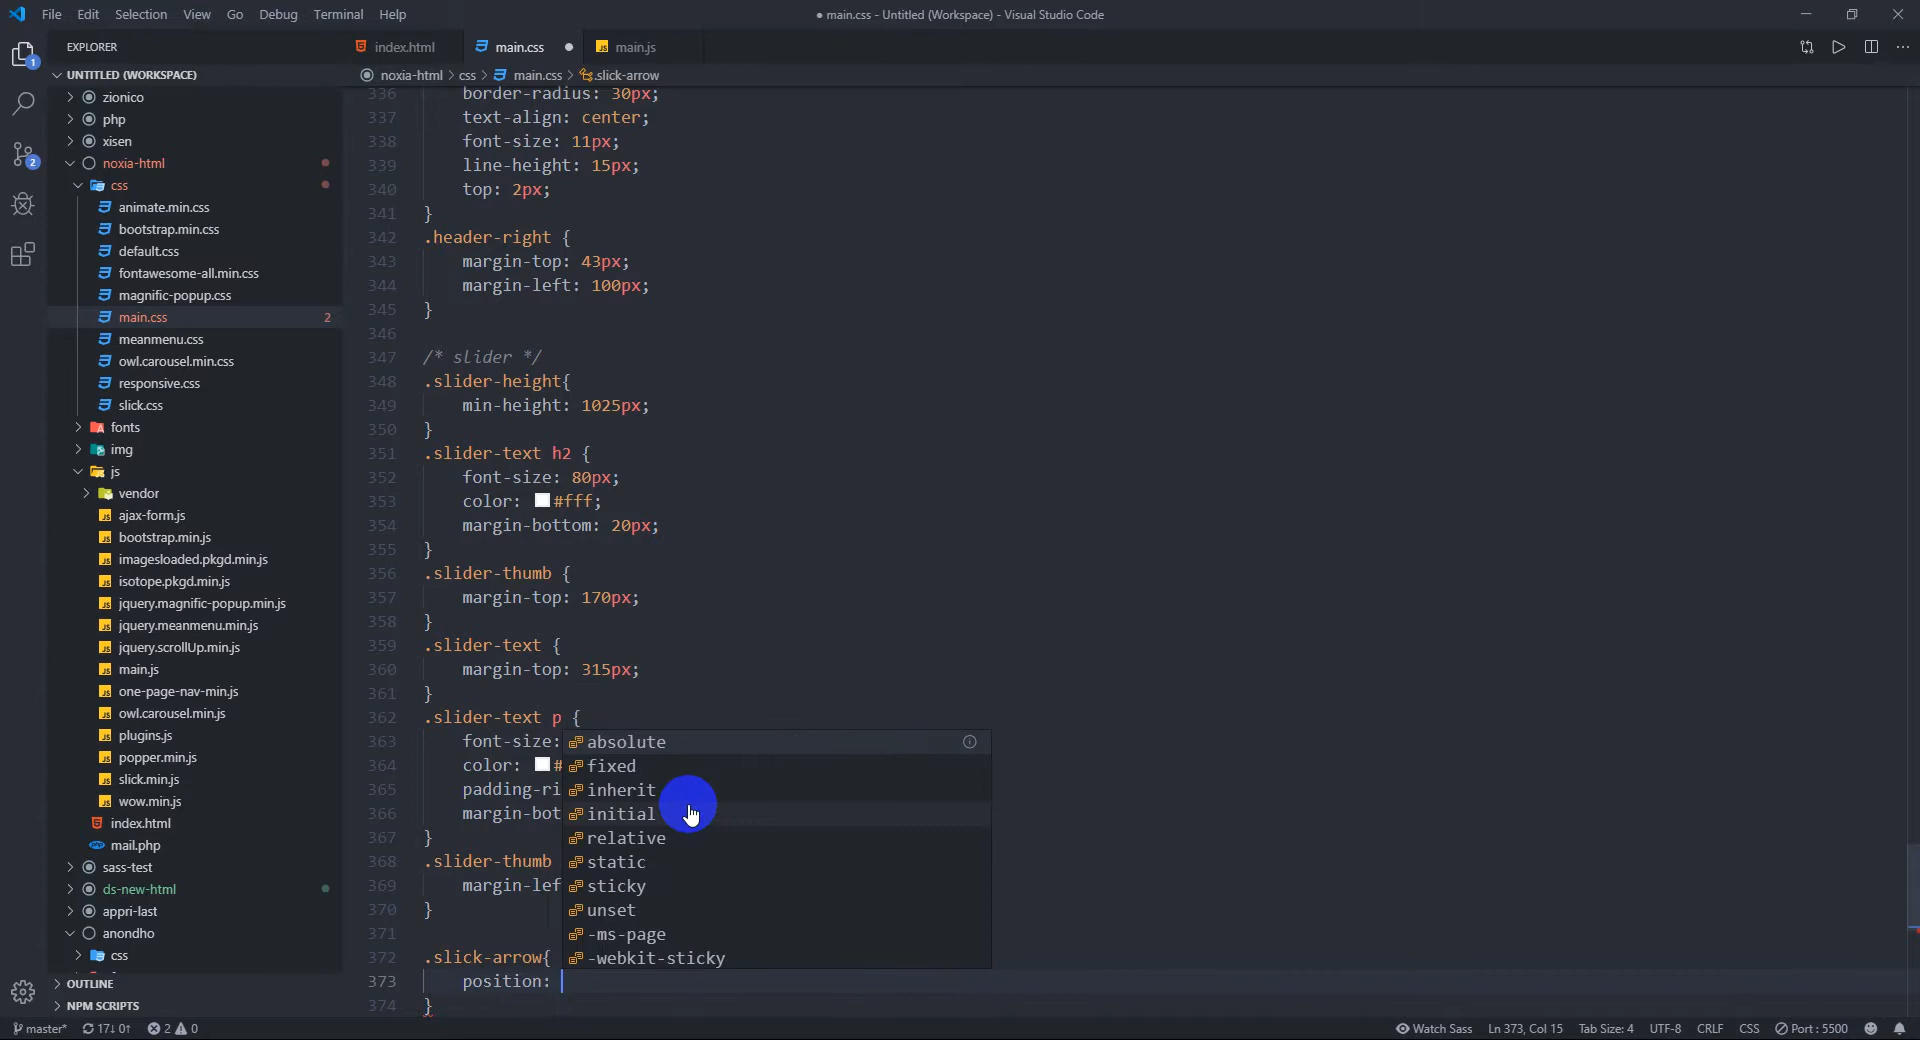 File Edit Selection View Go Debug Terminal Help
● main.css - Untitled (Workspace) - Visual Studio Code
EXPLORER
index.html
main.css
main.js
UNTITLED (WORKSPACE)
noxia-html > css > main.css > .slick-arrow
zionico
php
xisen
noxia-html
css
animate.min.css
bootstrap.min.css
default.css
fontawesome-all.min.css
magnific-popup.css
main.css 2
meanmenu.css
owl.carousel.min.css
responsive.css
slick.css
fonts
img
js
vendor
ajax-form.js
bootstrap.min.js
imagesloaded.pkgd.min.js
isotope.pkgd.min.js
jquery.magnific-popup.min.js
jquery.meanmenu.min.js
jquery.scrollUp.min.js
main.js
one-page-nav-min.js
owl.carousel.min.js
plugins.js
popper.min.js
slick.min.js
wow.min.js
index.html
mail.php
sass-test
ds-new-html
appri-last
anondho
css
OUTLINE
NPM SCRIPTS
1
2
336 border-radius: 30px;
337 text-align: center;
338 font-size: 11px;
339 line-height: 15px;
340 top: 2px;
341 }
342 .header-right {
343 margin-top: 43px;
344 margin-left: 100px;
345 }
346
347 /* slider */
348 .slider-height{
349 min-height: 1025px;
350 }
351 .slider-text h2 {
352 font-size: 80px;
353 color: #fff;
354 margin-bottom: 20px;
355 }
356 .slider-thumb {
357 margin-top: 170px;
358 }
359 .slider-text {
360 margin-top: 315px;
361 }
362 .slider-text p {
363 font-size:
364 color: #
365 padding-ri
366 margin-bot
367 }
368 .slider-thumb
369 margin-lef
370 }
371
372 .slick-arrow{
373 position:
374 }
absolute
fixed
inherit
initial
relative
static
sticky
unset
-ms-page
-webkit-sticky
master* 17↓ 0↑ 2 0
Watch Sass Ln 373, Col 15 Tab Size: 4 UTF-8 CRLF CSS Port : 5500